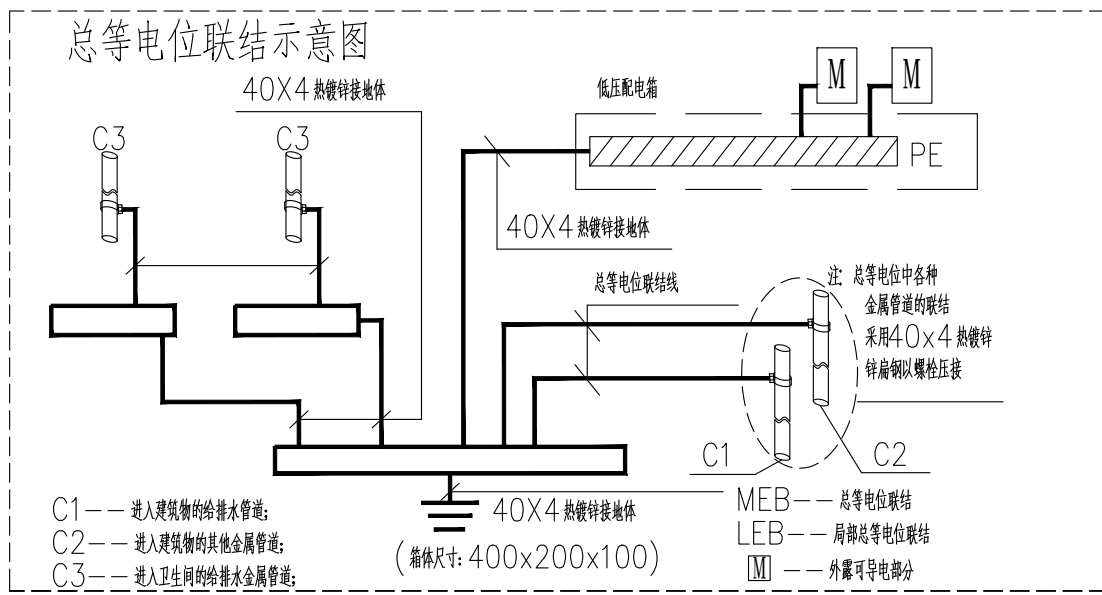 总等电位联结示意图
40X4 热镀锌接地体
低压配电箱
M
M
C3
C3
PE
40X4 热镀锌接地体
总等电位联结线
注: 总等电位中各种
金属管道的联结
采用40x4 热镀锌
锌扁钢以螺栓压接
C1
C2
C1—— 进入建筑物的给排水管道;
C2—— 进入建筑物的其他金属管道;
C3—— 进入卫生间的给排水金属管道;
40X4 热镀锌接地体
(箱体尺寸: 400x200x100)
MEB—— 总等电位联结
LEB—— 局部总等电位联结
M —— 外露可导电部分